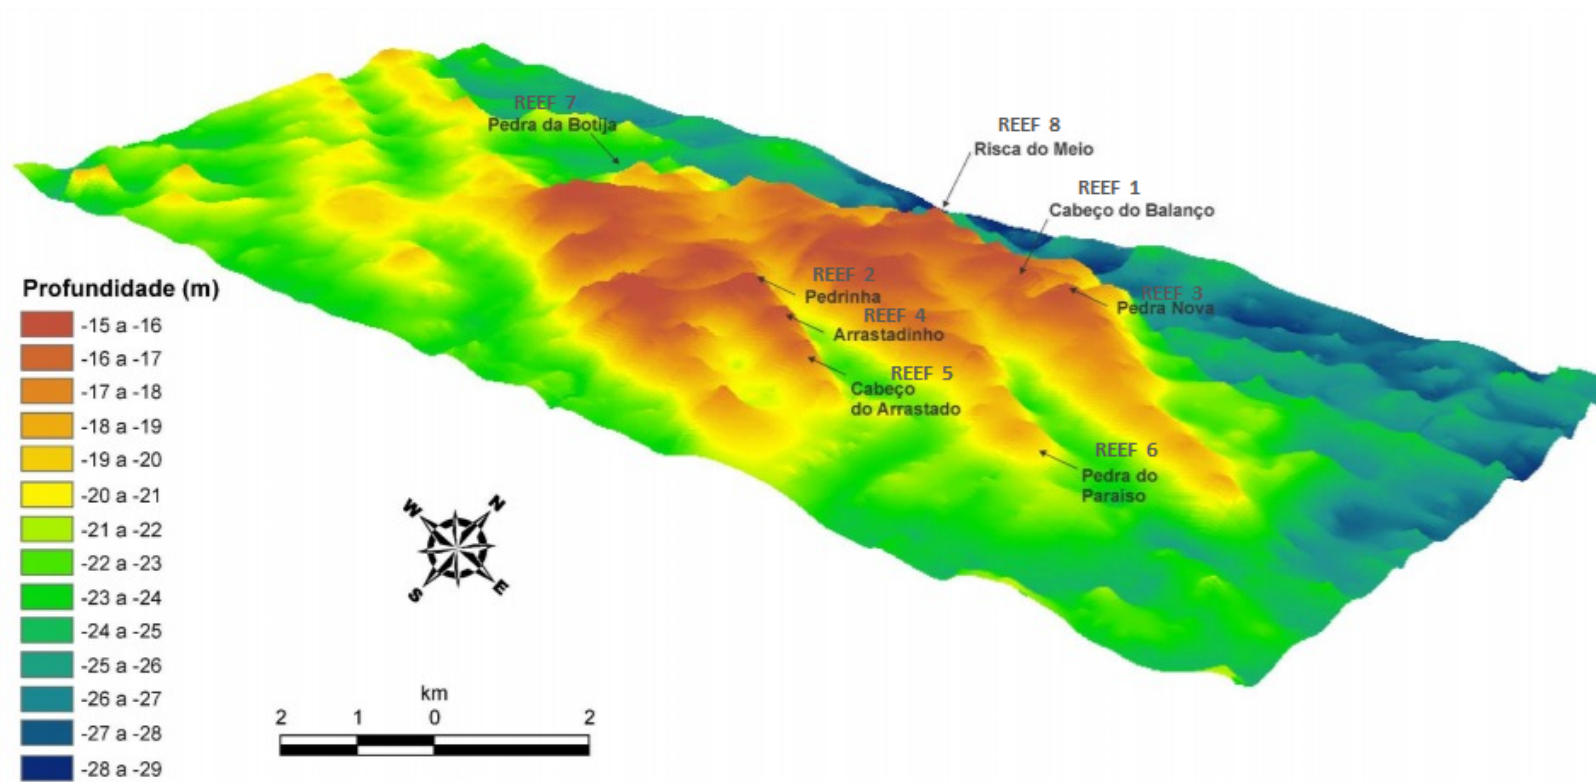 REEF 7
Pedra da Botija
REEF 8
Risca do Meio
REEF 1
Cabeço do Balanço
REEF 2
Pedrinha
REEF 3
Pedra Nova
REEF 4
Arrastadinho
REEF 5
Cabeço
do Arrastado
REEF 6
Pedra do
Paraiso
Profundidade (m)
-15 a -16
-16 a -17
-17 a -18
-18 a -19
-19 a -20
-20 a -21
-21 a -22
-22 a -23
-23 a -24
-24 a -25
-25 a -26
-26 a -27
-27 a -28
-28 a -29
W N
S E
km
2 1 0 2